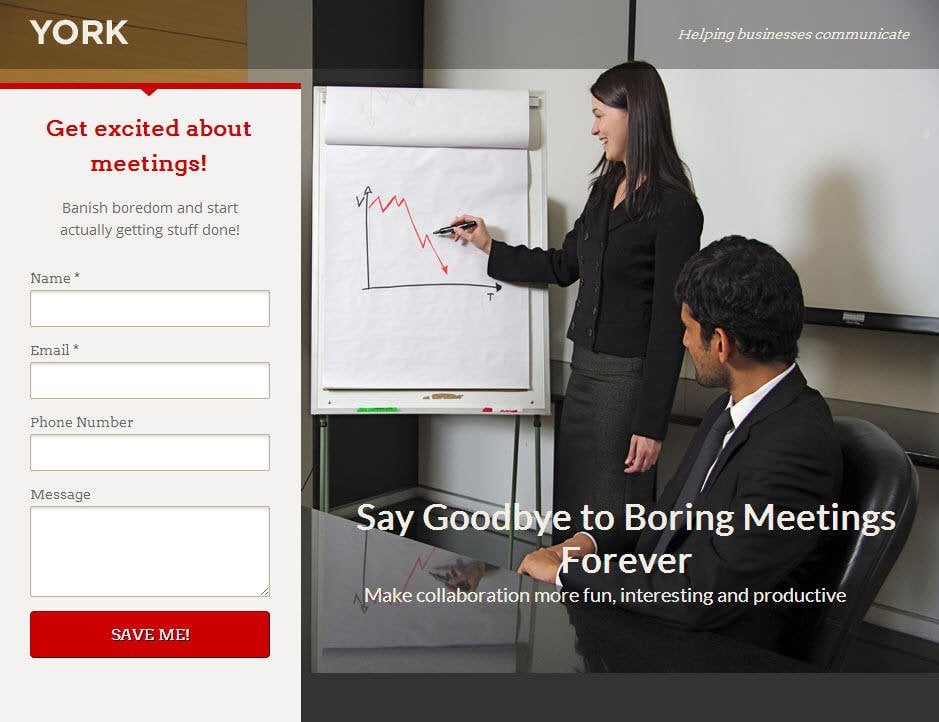 YORK
Helping businesses communicate
Get excited about
meetings!
Banish boredom and start
actually getting stuff done!
Name *
Email *
Phone Number
Message
SAVE ME!
V
T
Say Goodbye to Boring Meetings
Forever
Make collaboration more fun, interesting and productive